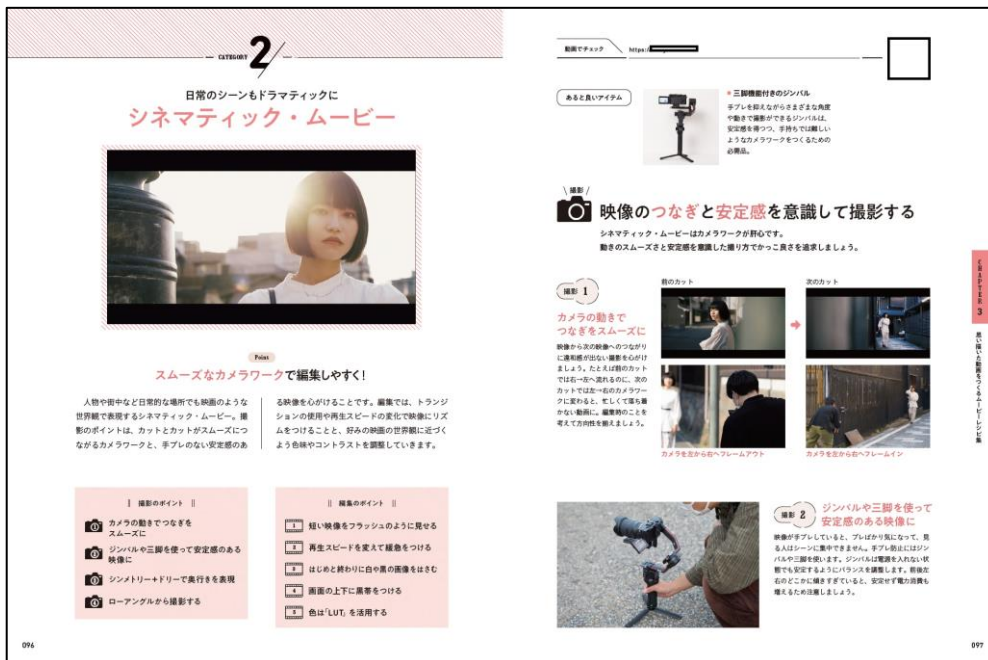 CATEGORY 2
日常のシーンもドラマティックに
シネマティック・ムービー
Point
スムーズなカメラワークで編集しやすく!
人物や街中など日常的な場所でも映画のような
世界観で表現するシネマティック・ムービー。撮
影のポイントは、カットとカットがスムーズにつ
ながるカメラワークと、手ブレのない安定感のあ
る映像を心がけることです。編集では、トランジ
ションの使用や再生スピードの変化で映像にリズ
ムをつけることと、好みの映画の世界観に近づく
よう色味やコントラストを調整していきます。
撮影のポイント
1 カメラの動きでつなぎを
スムーズに
2 ジンバルや三脚を使って安定感のある
映像に
3 シンメトリー+ドリーで奥行きを表現
4 ローアングルから撮影する
編集のポイント
1 短い映像をフラッシュのように見せる
2 再生スピードを変えて緩急をつける
3 はじめと終わりに白や黒の画像をはさむ
4 画面の上下に黒帯をつける
5 色は「LUT」を活用する
096
動画でチェック
https:/
あると良いアイテム
三脚機能付きのジンバル
手ブレを抑えながらさまざまな角度
や動きで撮影ができるジンバルは、
安定感を得つつ、手持ちでは難しい
ようなカメラワークをつくるための
必需品。
撮影
映像のつなぎと安定感を意識して撮影する
シネマティック・ムービーはカメラワークが肝心です。
動きのスムーズさと安定感を意識した撮り方でかっこ良さを追求しましょう。
撮影 1
カメラの動きで
つなぎをスムーズに
映像から次の映像へのつながり
に違和感が出ない撮影を心がけ
ましょう。たとえば前のカット
では右→左へ流れるのに、次の
カットでは左→右のカメラワー
クに変わると、忙しくて落ち着
かない動画に。編集時のことを
考えて方向性を揃えましょう。
前のカット
次のカット
カメラを左から右へフレームアウト
カメラを左から右へフレームイン
撮影 2
ジンバルや三脚を使って
安定感のある映像に
映像が手ブレしていると、ブレばかり気になって、見
る人はシーンに集中できません。手ブレ防止にはジン
バルや三脚を使います。ジンバルは電源を入れない状
態でも安定するようにバランスを調整します。前後左
右のどこかに傾きすぎていると、安定せず電力消費も
増えるため注意しましょう。
CHAPTER 3
思い描いた動画をつくるムービーレシピ集
097